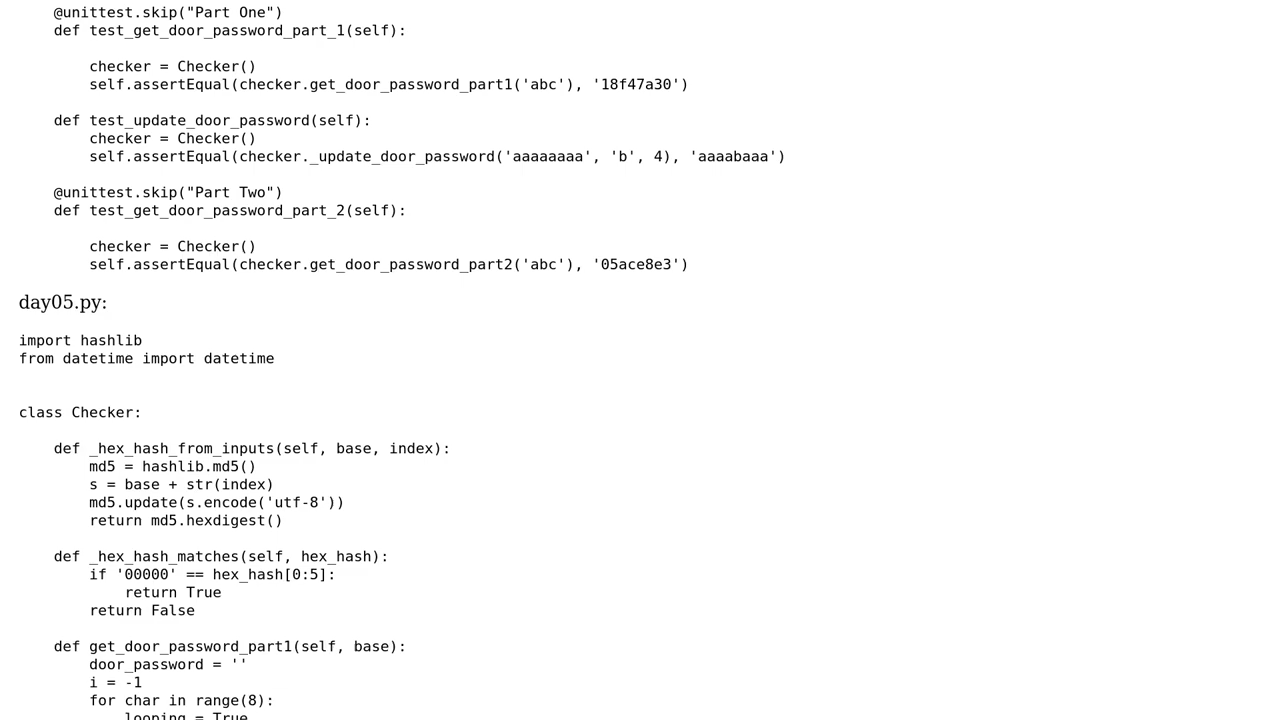 @unittest.skip("Part One")
    def test_get_door_password_part_1(self):

        checker = Checker()
        self.assertEqual(checker.get_door_password_part1('abc'), '18f47a30')

    def test_update_door_password(self):
        checker = Checker()
        self.assertEqual(checker._update_door_password('aaaaaaaa', 'b', 4), 'aaaabaaa')

    @unittest.skip("Part Two")
    def test_get_door_password_part_2(self):

        checker = Checker()
        self.assertEqual(checker.get_door_password_part2('abc'), '05ace8e3')

day05.py:

import hashlib
from datetime import datetime


class Checker:

    def _hex_hash_from_inputs(self, base, index):
        md5 = hashlib.md5()
        s = base + str(index)
        md5.update(s.encode('utf-8'))
        return md5.hexdigest()

    def _hex_hash_matches(self, hex_hash):
        if '00000' == hex_hash[0:5]:
            return True
        return False

    def get_door_password_part1(self, base):
        door_password = ''
        i = -1
        for char in range(8):
            looping = True